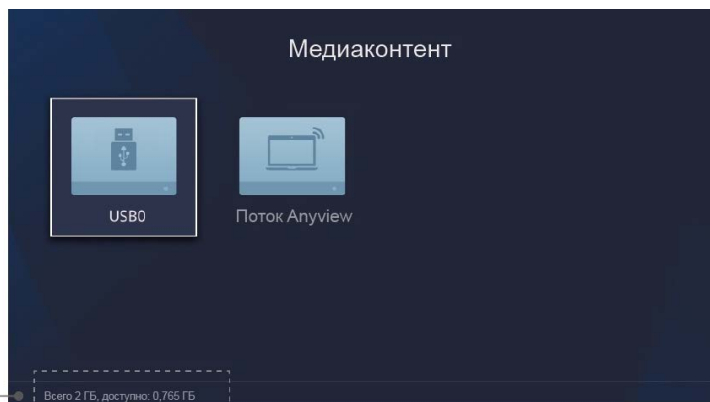 Медиаконтент
USB0
Поток Anyview
Всего 2 ГБ, доступно: 0,765 ГБ